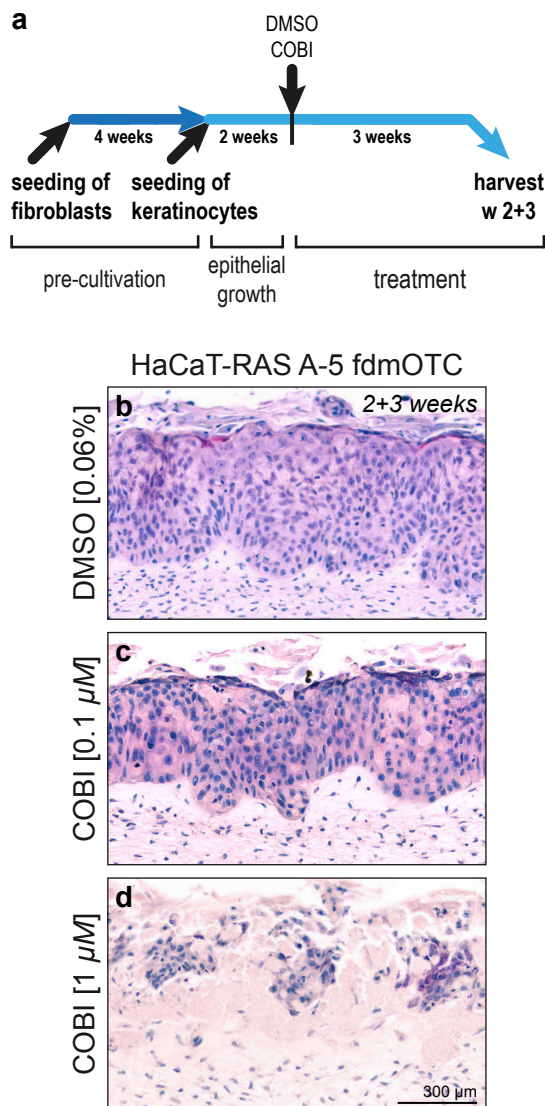 a
DMSO
COBI
4 weeks
2 weeks
3 weeks
seeding of
fibroblasts
seeding of
keratinocytes
harvest
w 2+3
pre-cultivation
epithelial
growth
treatment
HaCaT-RAS A-5 fdmOTC
b
2+3 weeks
DMSO [0.06%]
c
COBI [0.1 µM]
d
COBI [1 µM]
300 µm